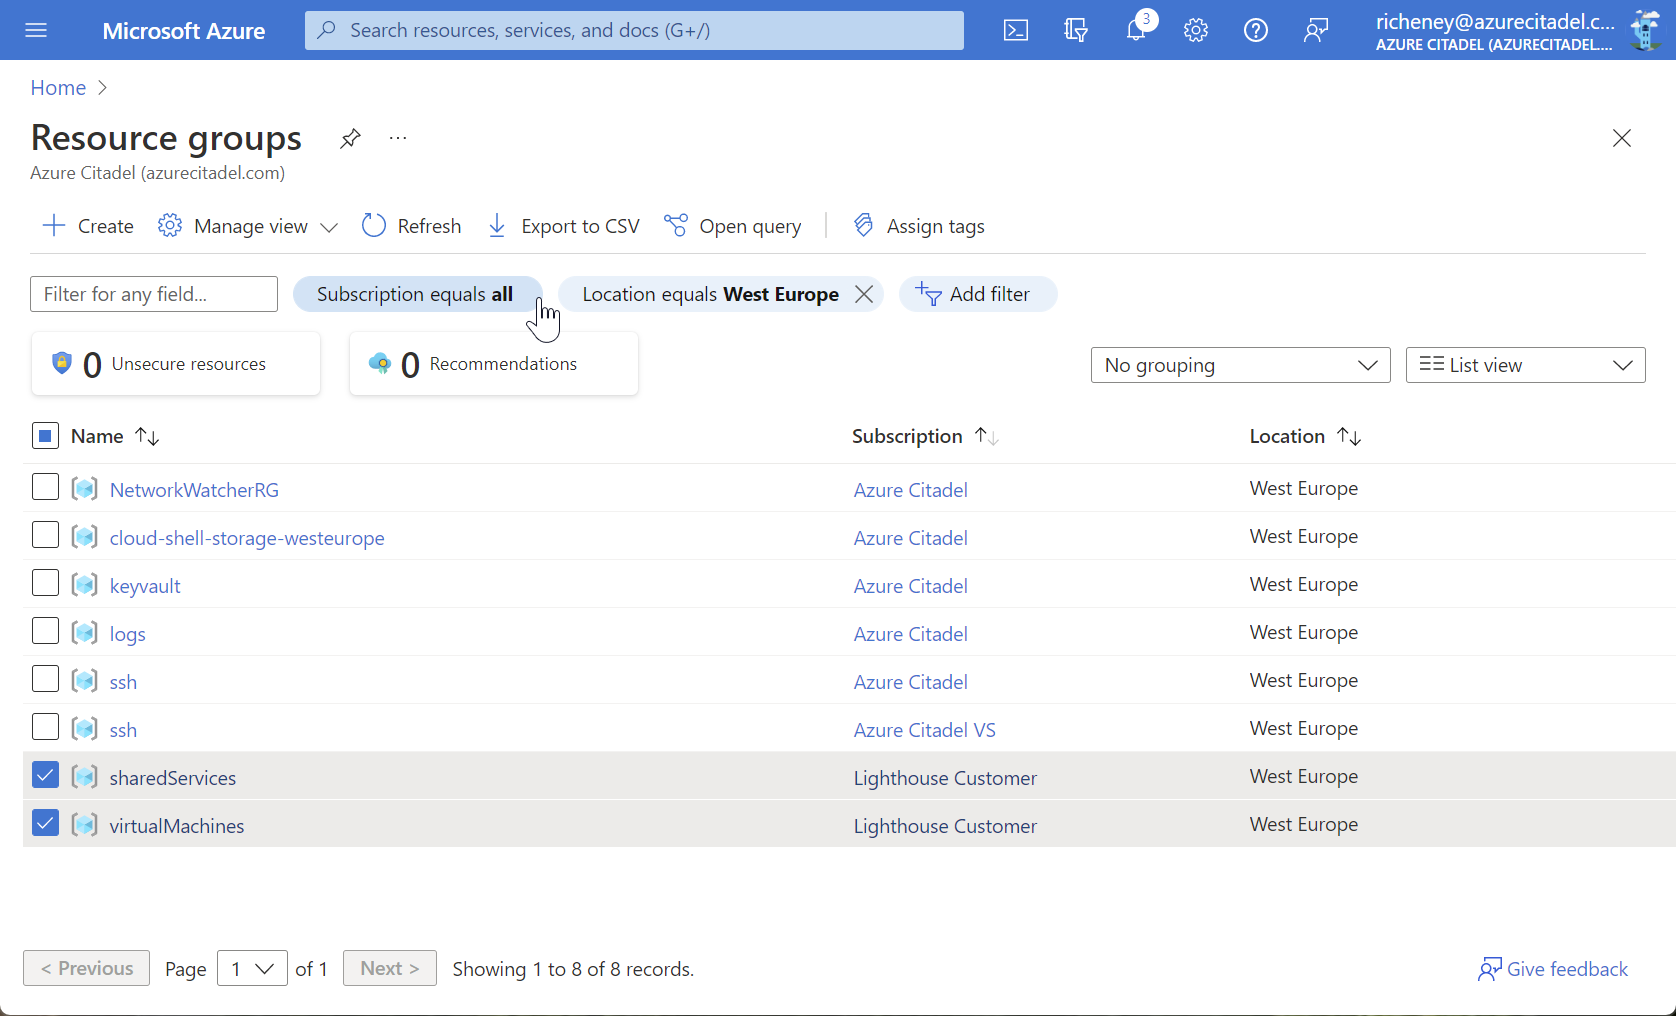 Microsoft Azure
Search resources, services, and docs (G+/)
3
richeney@azurecitadel.c...
AZURE CITADEL (AZURECITADEL....
Home
Resource groups
Azure Citadel (azurecitadel.com)
Create
Manage view
Refresh
Export to CSV
Open query
Assign tags
Filter for any field...
Subscription equals all
Location equals West Europe
Add filter
0 Unsecure resources
0 Recommendations
No grouping
List view
Name Subscription Location
NetworkWatcherRG Azure Citadel West Europe
cloud-shell-storage-westeurope Azure Citadel West Europe
keyvault Azure Citadel West Europe
logs Azure Citadel West Europe
ssh Azure Citadel West Europe
ssh Azure Citadel VS West Europe
sharedServices Lighthouse Customer West Europe
virtualMachines Lighthouse Customer West Europe
< Previous Page 1 of 1 Next > Showing 1 to 8 of 8 records.
Give feedback